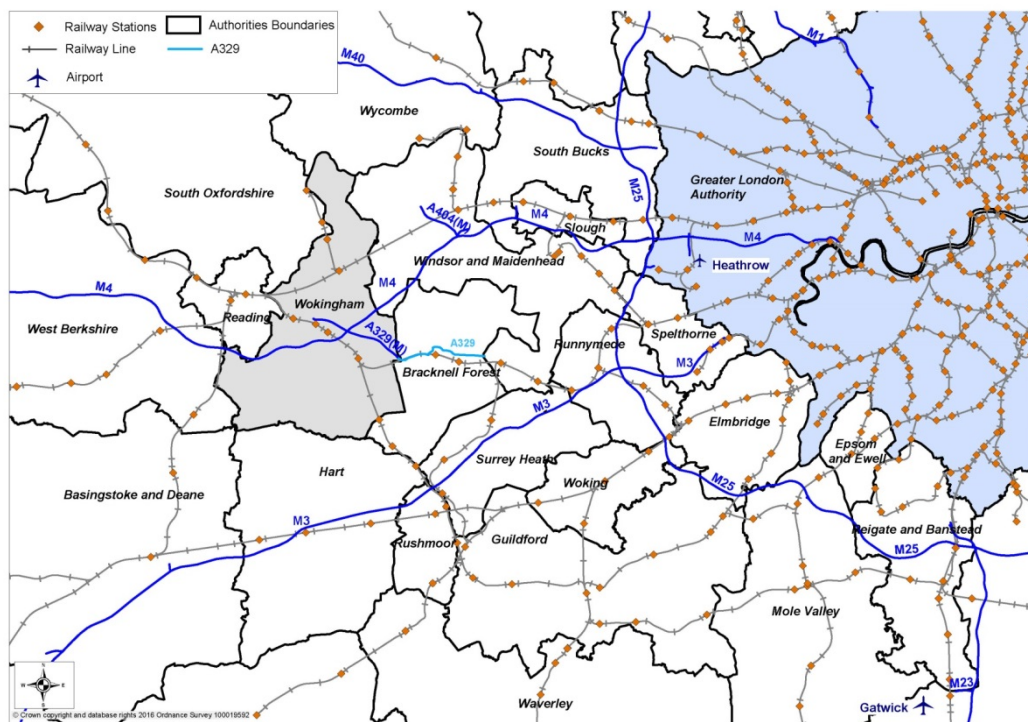 Railway Stations
Authorities Boundaries
Railway Line
A329
Airport
M1
M40
Wycombe
South Bucks
South Oxfordshire
Greater London
Authority
M25
A404(M)
M4
Slough
M4
Heathrow
Windsor and Maidenhead
M4
M4
Wokingham
Reading
West Berkshire
A329(M)
A329
Bracknell Forest
Runnymede
Spelthorne
M3
M3
Elmbridge
Epsom
and Ewell
Surrey Heath
Hart
Woking
M25
Basingstoke and Deane
M3
Rushmoor
Guildford
Reigate and Banstead
M25
Mole Valley
M23
Waverley
Gatwick
N
W
E
S
© Crown copyright and database rights 2016 Ordnance Survey 100018592